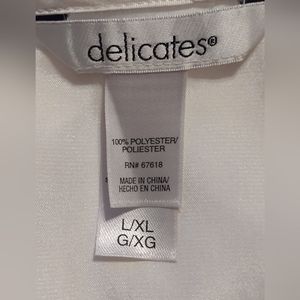 delicates®
100% POLYESTER/
POLIESTER
RN# 67618
MADE IN CHINA/
HECHO EN CHINA
L/XL
G/XG